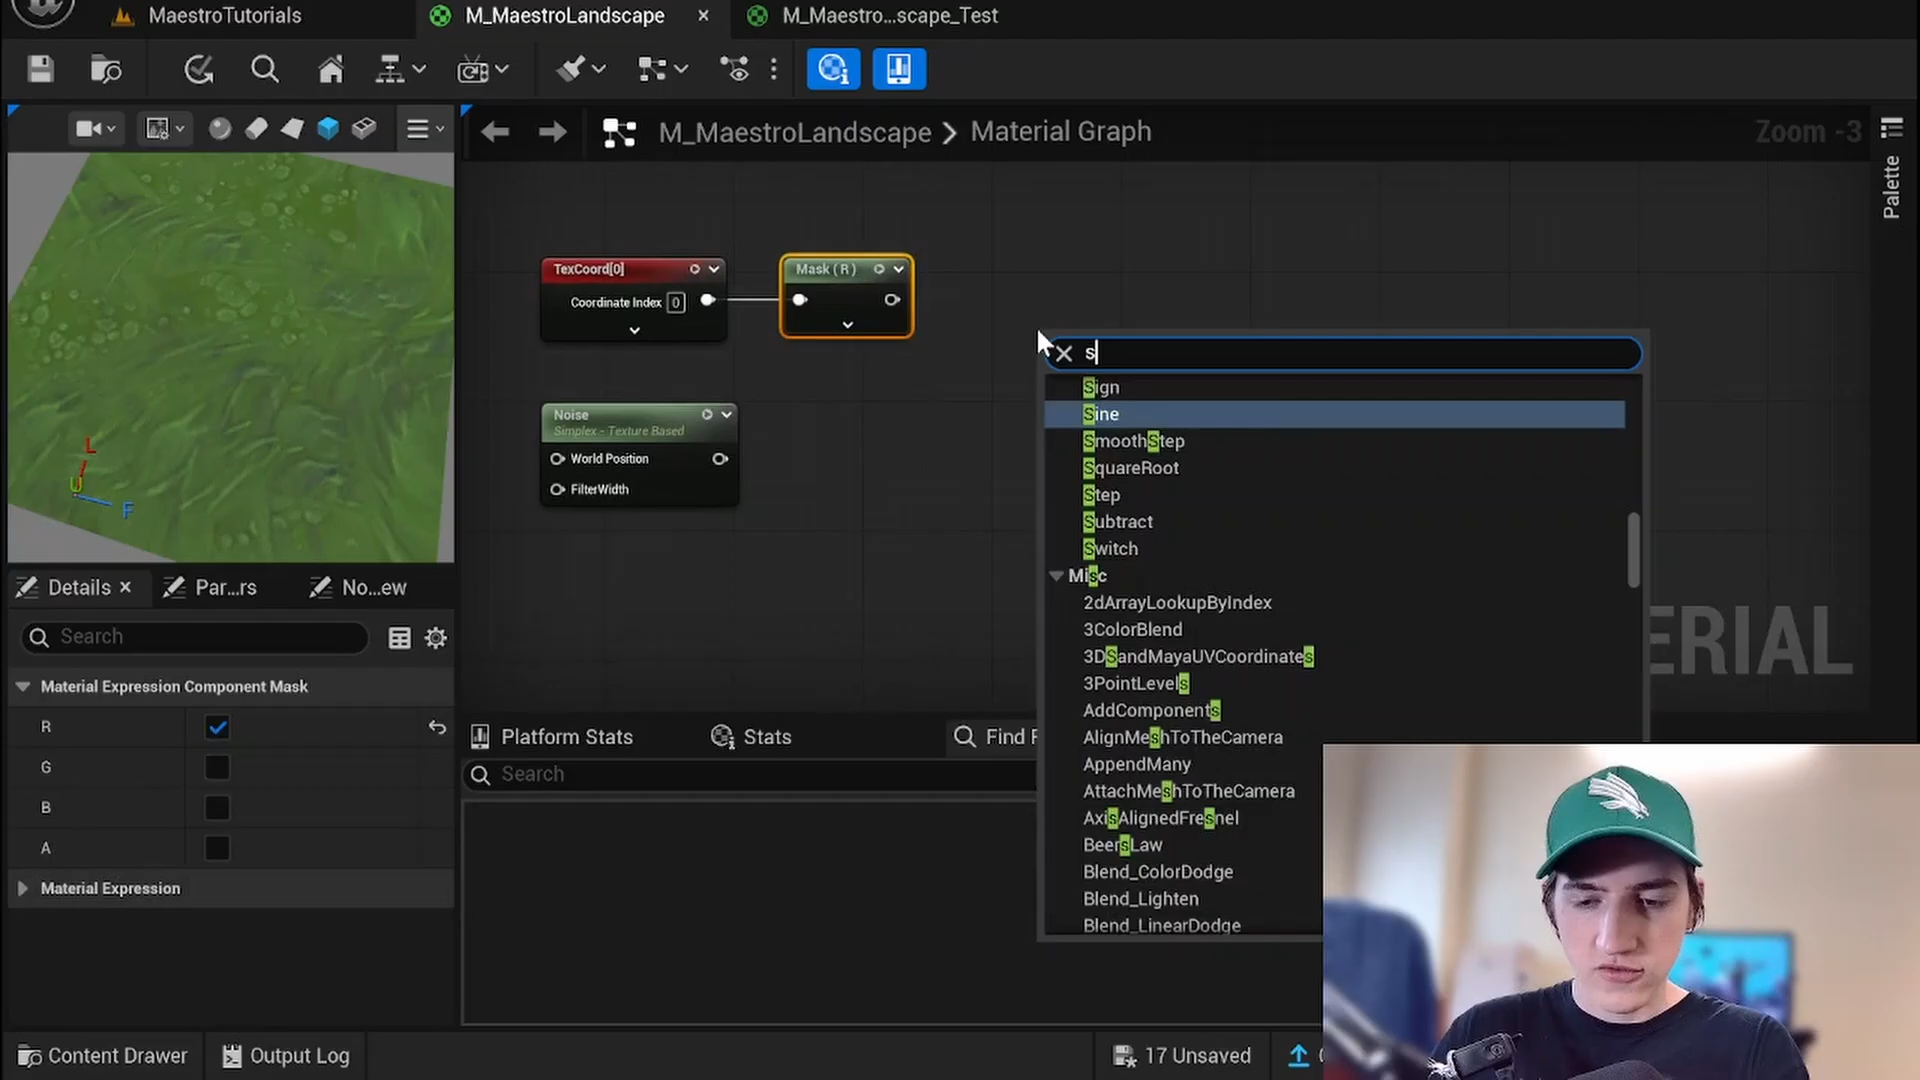 MaestroTutorials
M_MaestroLandscape
M_Maestro...scape_Test
M_MaestroLandscape > Material Graph
Zoom -3
Palette
TexCoord[0]
Coordinate Index 0
Mask ( R )
Noise
Simplex - Texture Based
World Position
FilterWidth
s
Sign
Sine
SmoothStep
SquareRoot
Step
Subtract
Switch
Misc
2dArrayLookupByIndex
3ColorBlend
3DSandMayaUVCoordinates
3PointLevels
AddComponents
AlignMeshToTheCamera
AppendMany
AttachMeshToTheCamera
AxisAlignedFresnel
BeersLaw
Blend_ColorDodge
Blend_Lighten
Blend_LinearDodge
ERIAL
L
U
F
Details
Par...rs
No...ew
Search
Material Expression Component Mask
R
G
B
A
Material Expression
Platform Stats
Stats
Find
Search
Content Drawer
Output Log
17 Unsaved